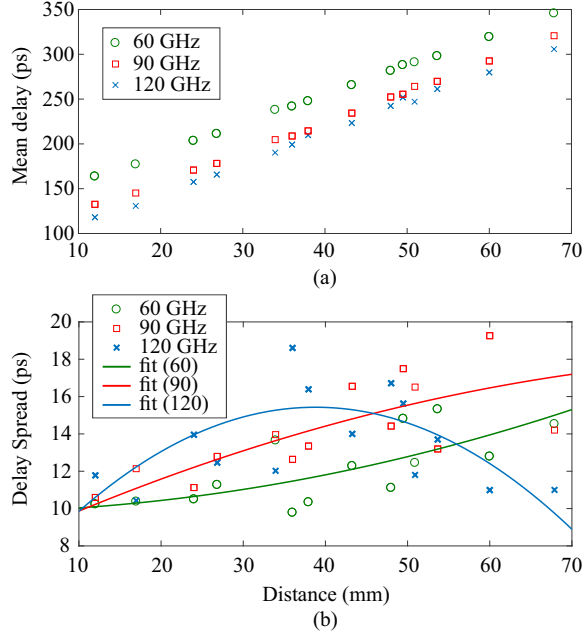 350
300
250
200
150
100
Mean delay (ps)
60 GHz
90 GHz
120 GHz
10 20 30 40 50 60 70
(a)
20
18
16
14
12
10
8
6
4
Delay Spread (ps)
60 GHz
90 GHz
120 GHz
fit (60)
fit (90)
fit (120)
10 20 30 40 50 60 70
Distance (mm)
(b)